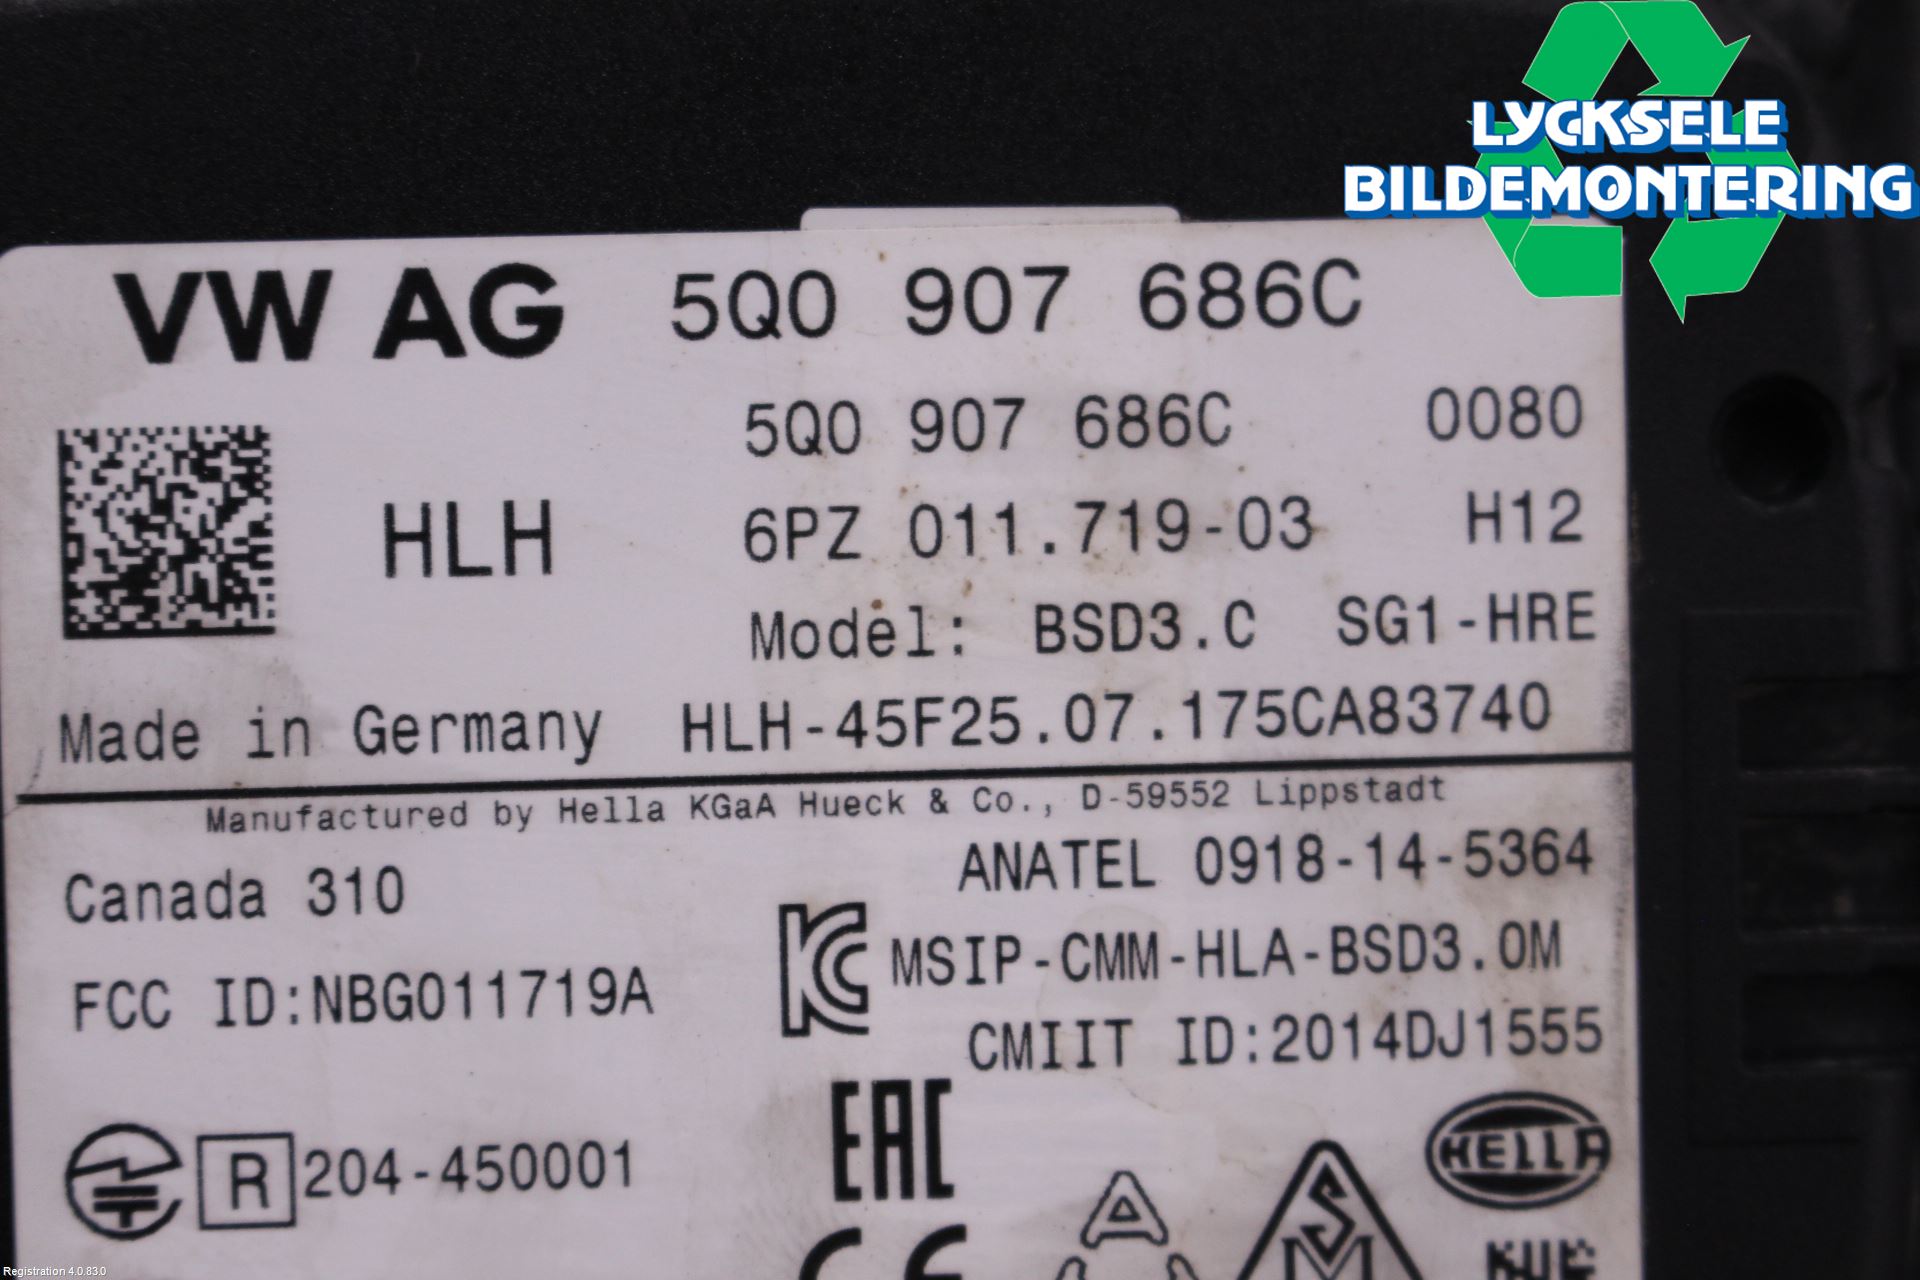 LYCKSELE
BILDEMONTERING
VW AG 5Q0 907 686C
5Q0 907 686C 0080
HLH 6PZ 011.719-03 H12
Model: BSD3.C SG1-HRE
Made in Germany HLH-45F25.07.175CA83740
Manufactured by Hella KGaA Hueck & Co., D-59552 Lippstadt
Canada 310 ANATEL 0918-14-5364
FCC ID:NBG011719A MSIP-CMM-HLA-BSD3.0M
CMIIT ID:2014DJ1555
EAC
HELLA
R 204-450001
CE
Registration 4.0.83.0